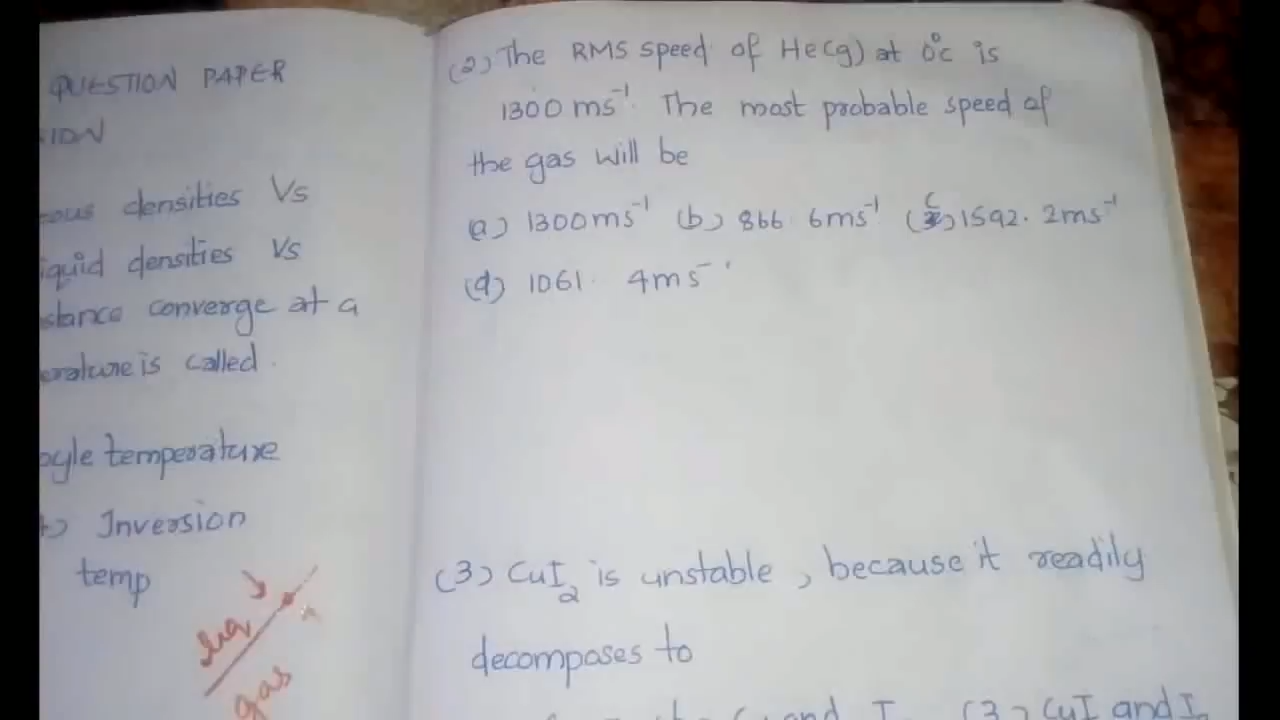 QUESTION PAPER
densities Vs
densities Vs
converge at a
is called.
temperature
Inversion
temp
gas
(2) The RMS speed of He(g) at 0°c is
1300 ms⁻¹. The most probable speed of
the gas will be
(a) 1300ms⁻¹ (b) 866.6ms⁻¹ (c) 1592.2ms⁻¹
(d) 1061.4ms⁻¹
(3) CuI₂ is unstable, because it readily
decomposes to
and I (3) CuI and I₂